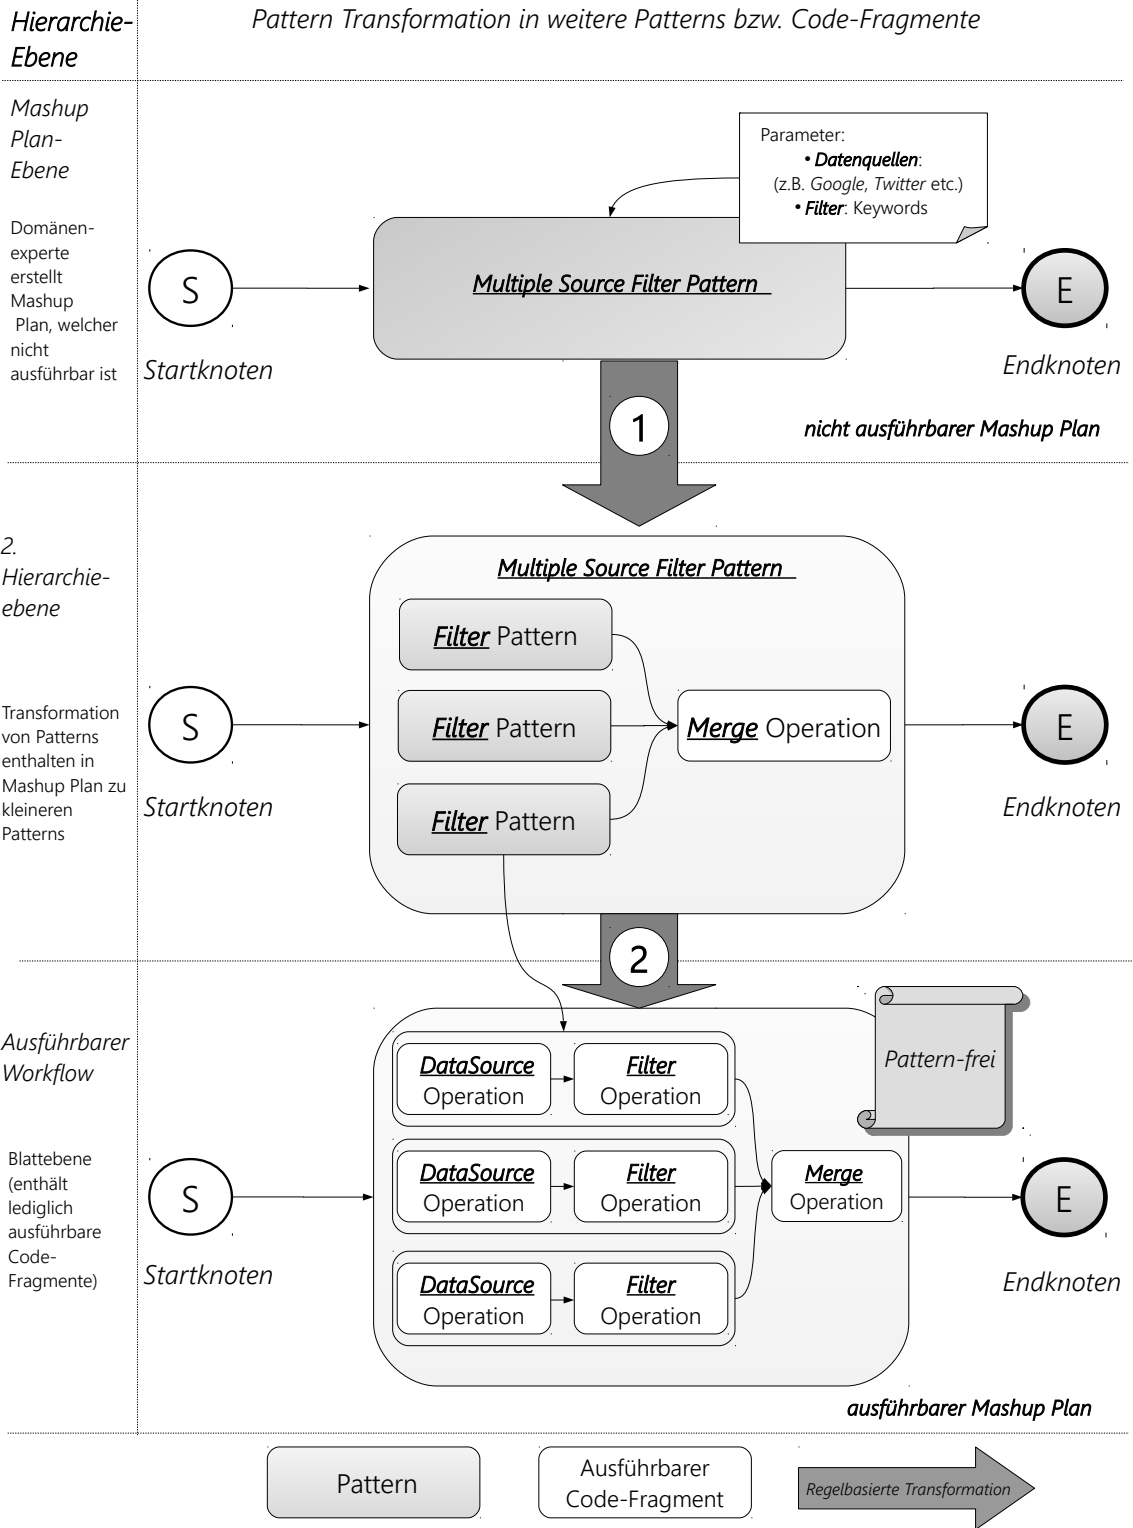 Hierarchie-
Ebene
Pattern Transformation in weitere Patterns bzw. Code-Fragmente
Mashup
Plan-
Ebene
Domänen-
experte
erstellt
Mashup
Plan, welcher
nicht
ausführbar ist
Parameter:
• Datenquellen:
(z.B. Google, Twitter etc.)
• Filter: Keywords
S
Startknoten
Multiple Source Filter Pattern
E
Endknoten
1
nicht ausführbarer Mashup Plan
2.
Hierarchie-
ebene
Transformation
von Patterns
enthalten in
Mashup Plan zu
kleineren
Patterns
S
Startknoten
Multiple Source Filter Pattern
Filter Pattern
Filter Pattern
Filter Pattern
Merge Operation
E
Endknoten
2
Ausführbarer
Workflow
Blattebene
(enthält
lediglich
ausführbare
Code-
Fragmente)
S
Startknoten
DataSource
Operation
Filter
Operation
DataSource
Operation
Filter
Operation
DataSource
Operation
Filter
Operation
Merge
Operation
Pattern-frei
E
Endknoten
ausführbarer Mashup Plan
Pattern
Ausführbarer
Code-Fragment
Regelbasierte Transformation